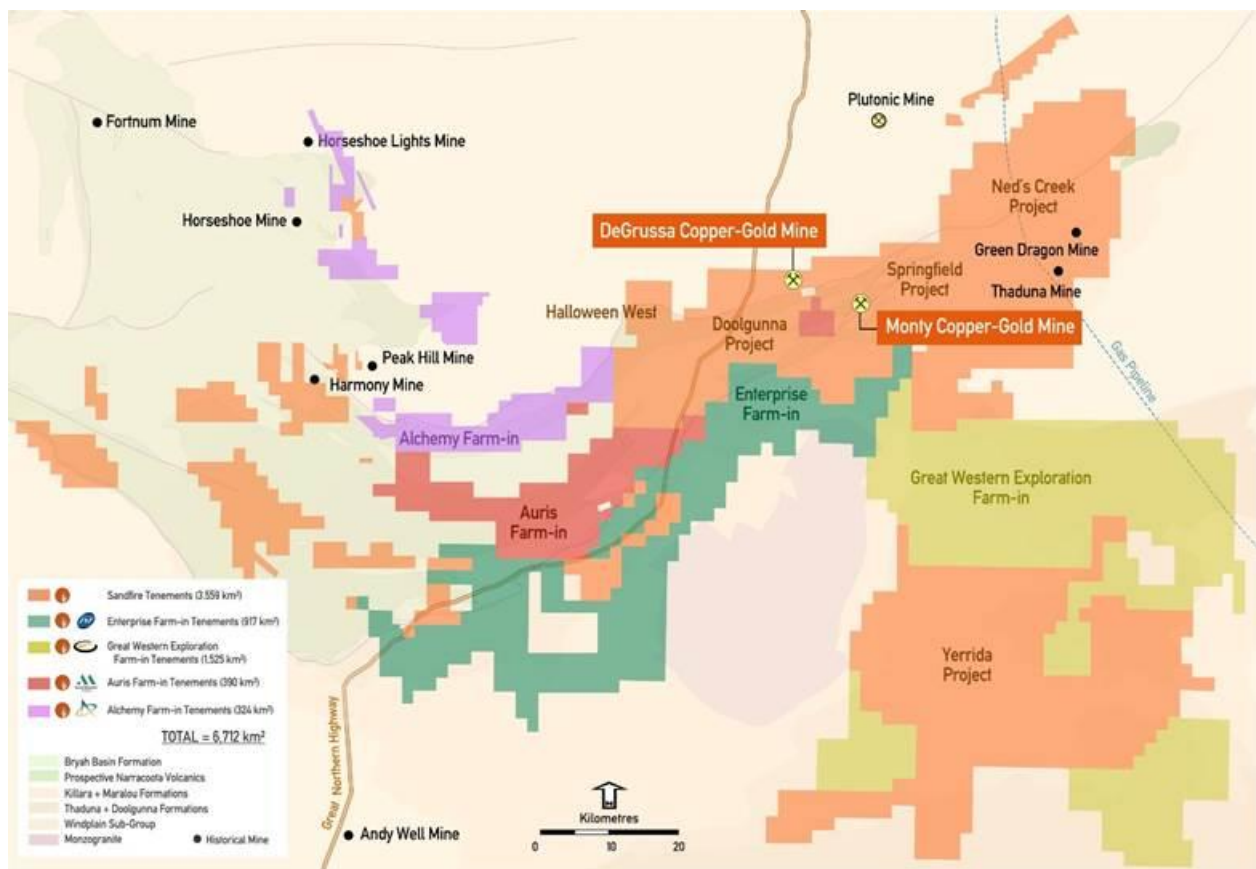 Plutonic Mine
Fortnum Mine
Horseshoe Lights Mine
Ned's Creek
Project
Horseshoe Mine
DeGrussa Copper-Gold Mine
Green Dragon Mine
Springfield
Project
Thaduna Mine
Halloween West
Doolgunna
Project
Monty Copper-Gold Mine
Peak Hill Mine
Harmony Mine
Gas Pipeline
Enterprise
Farm-in
Alchemy Farm-in
Great Western Exploration
Farm-in
Auris
Farm-in
Yerrida
Project
Sandfire Tenements (3.559 km²)
Enterprise Farm-in Tenements (917 km²)
Great Western Exploration
Farm-in Tenements (1,525 km²)
Auris Farm-in Tenements (390 km²)
Alchemy Farm-in Tenements (324 km²)
TOTAL = 6,712 km²
Bryah Basin Formation
Prospective Narracoota Volcanics
Killara + Maralou Formations
Thaduna + Doolgunna Formations
Windplain Sub-Group
Monzogranite
Historical Mine
Great Northern Highway
Andy Well Mine
Kilometres
0 10 20